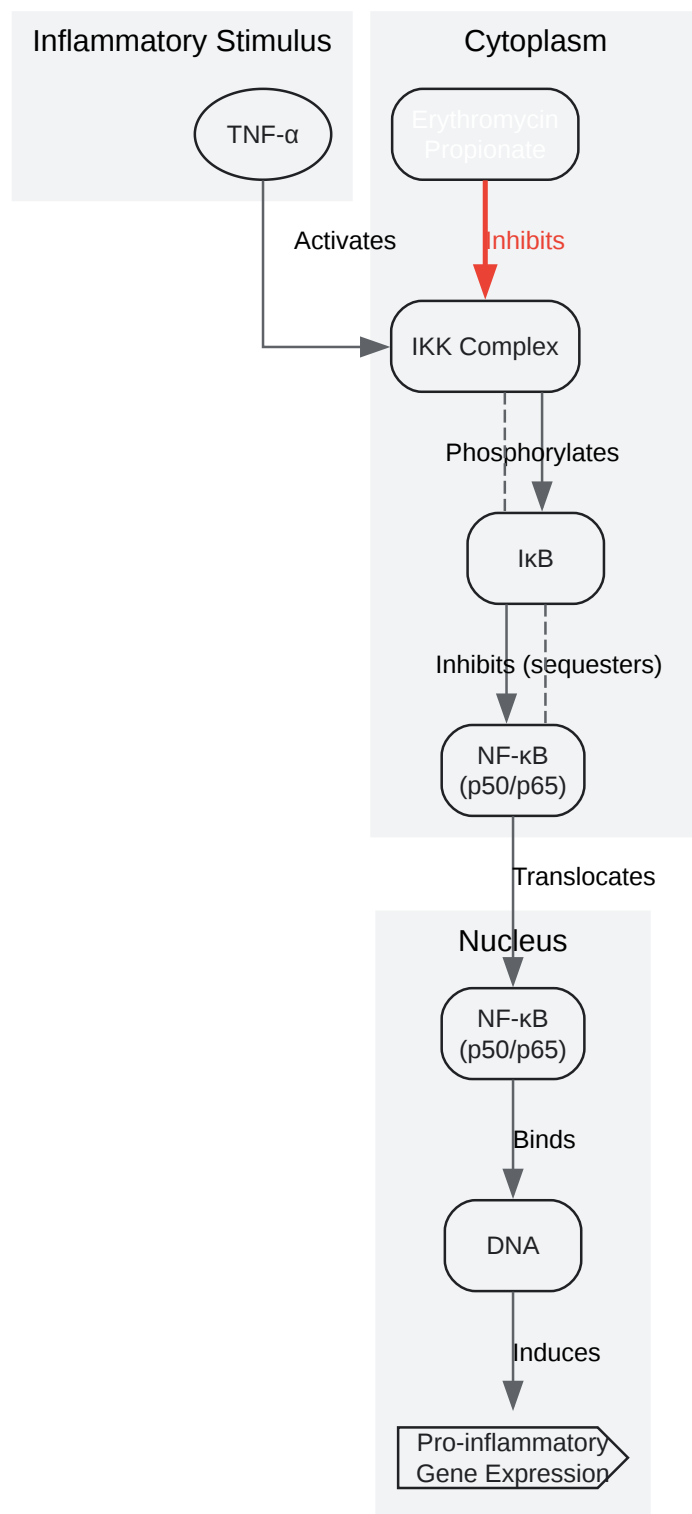 Inflammatory Stimulus
Cytoplasm
TNF-α
Erythromycin
Propionate
Activates
Inhibits
IKK Complex
Phosphorylates
IκB
Inhibits (sequesters)
NF-κB
(p50/p65)
Translocates
Nucleus
NF-κB
(p50/p65)
Binds
DNA
Induces
Pro-inflammatory
Gene Expression